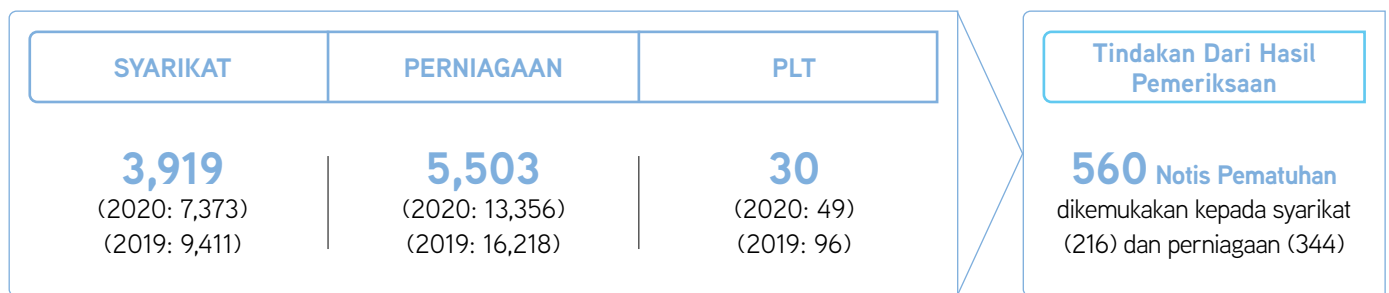 SYARIKAT
3,919
(2020: 7,373)
(2019: 9,411)
PERNIAGAAN
5,503
(2020: 13,356)
(2019: 16,218)
PLT
30
(2020: 49)
(2019: 96)
Tindakan Dari Hasil
Pemeriksaan
560 Notis Pematuhan
dikemukakan kepada syarikat
(216) dan perniagaan (344)